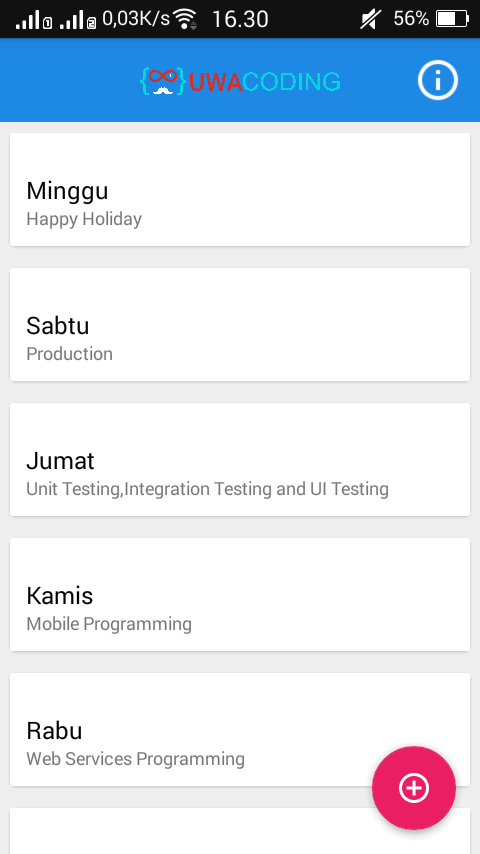 0,03K/s 16.30 56%
UWACODING
Minggu
Happy Holiday
Sabtu
Production
Jumat
Unit Testing,Integration Testing and UI Testing
Kamis
Mobile Programming
Rabu
Web Services Programming